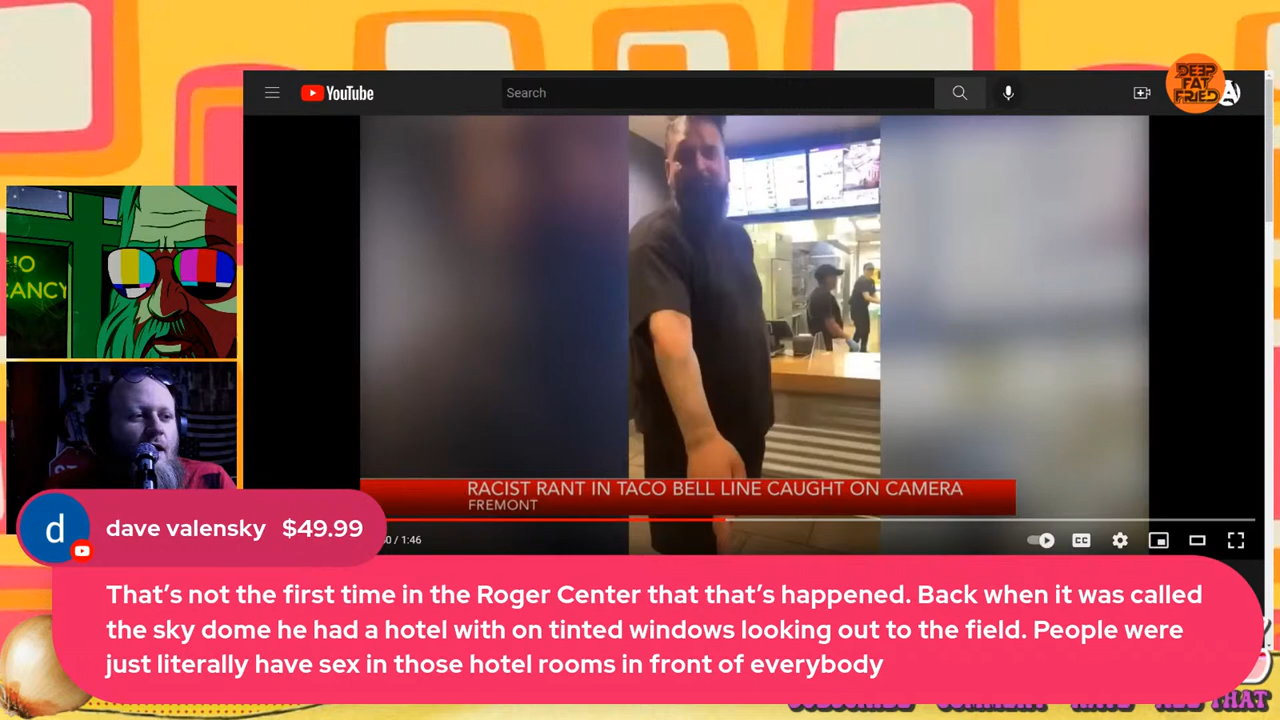 YouTube
Search
DEEP
FAT
FRIED
A
RACIST RANT IN TACO BELL LINE CAUGHT ON CAMERA
FREMONT
/ 1:46
CC
d
dave valensky $49.99
That's not the first time in the Roger Center that that's happened. Back when it was called
the sky dome he had a hotel with on tinted windows looking out to the field. People were
just literally have sex in those hotel rooms in front of everybody